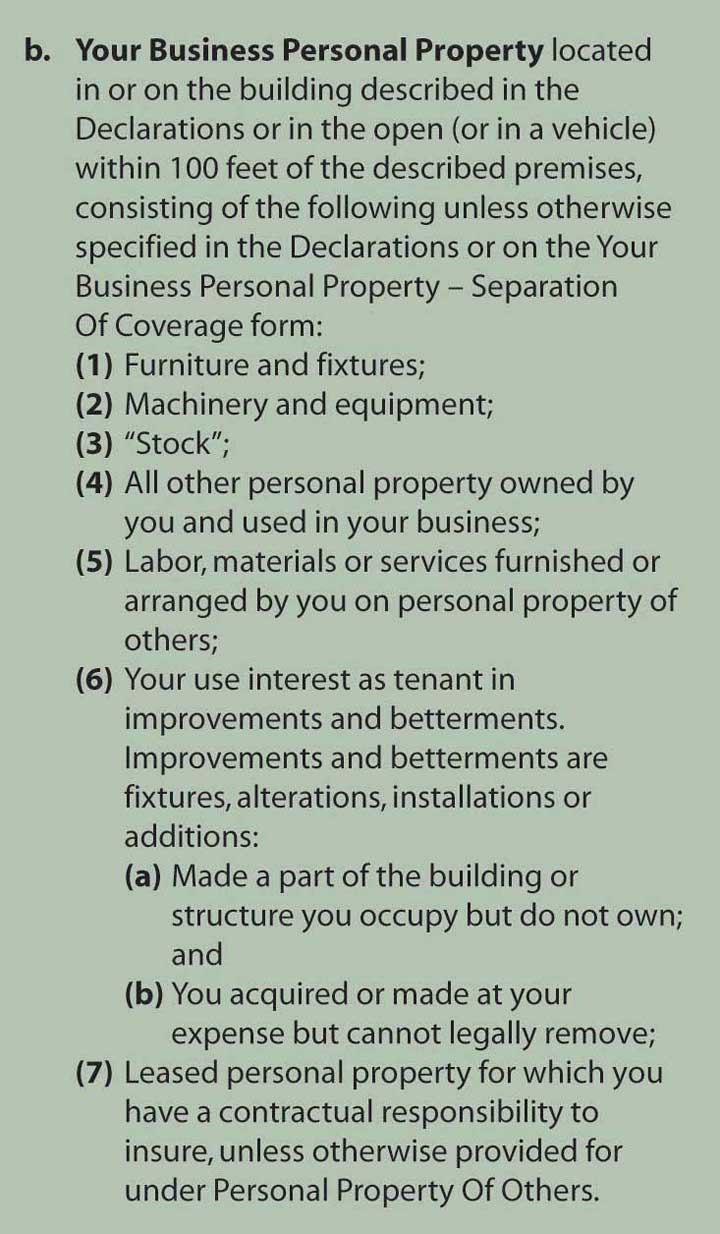 b. Your Business Personal Property located
in or on the building described in the
Declarations or in the open (or in a vehicle)
within 100 feet of the described premises,
consisting of the following unless otherwise
specified in the Declarations or on the Your
Business Personal Property – Separation
Of Coverage form:
(1) Furniture and fixtures;
(2) Machinery and equipment;
(3) “Stock”;
(4) All other personal property owned by
you and used in your business;
(5) Labor, materials or services furnished or
arranged by you on personal property of
others;
(6) Your use interest as tenant in
improvements and betterments.
Improvements and betterments are
fixtures, alterations, installations or
additions:
(a) Made a part of the building or
structure you occupy but do not own;
and
(b) You acquired or made at your
expense but cannot legally remove;
(7) Leased personal property for which you
have a contractual responsibility to
insure, unless otherwise provided for
under Personal Property Of Others.